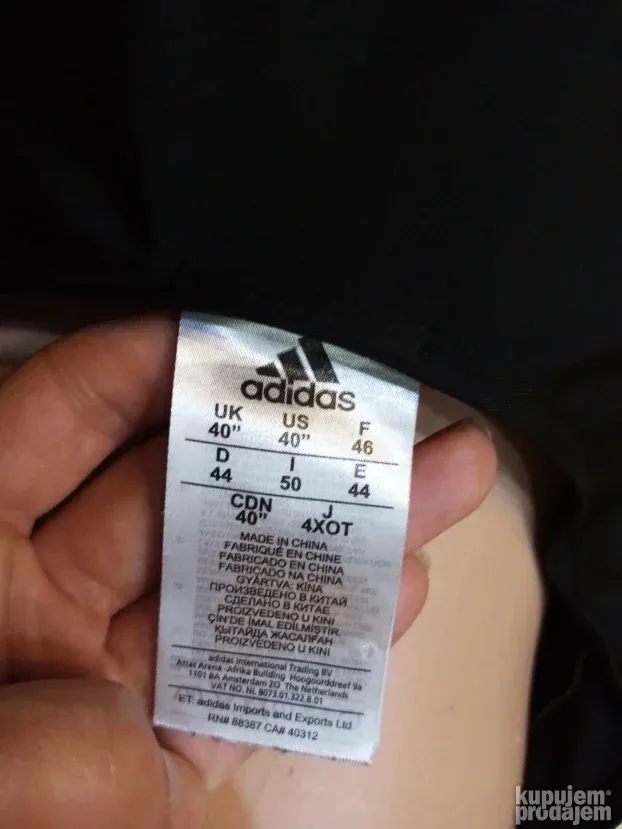 adidas
UK US F
40" 40" 46
D I E
44 50 44
CDN J
40" 4XOT
MADE IN CHINA
FABRIQUÉ EN CHINE
FABRICADO EN CHINA
FABRICADO NA CHINA
GYÁRTVA: KÍNA
ПРОИЗВЕДЕНО В КИТАЙ
СДЕЛАНО В КИТАЕ
PROIZVEDENO U KINI
ÇİN'DE İMAL EDİLMİŞTİR.
ҚЫТАЙДА ЖАСАЛҒАН
PROIZVEDENO U KINI
adidas International Trading BV
Atlas Arena -Afrika Building Hoogoorddreef 9a
1101 BA Amsterdam ZO The Netherlands
VAT NO. NL 8073.01.322.B.01
ET: adidas Imports and Exports Ltd
RN# 88387 CA# 40312
kupujem
prodajem